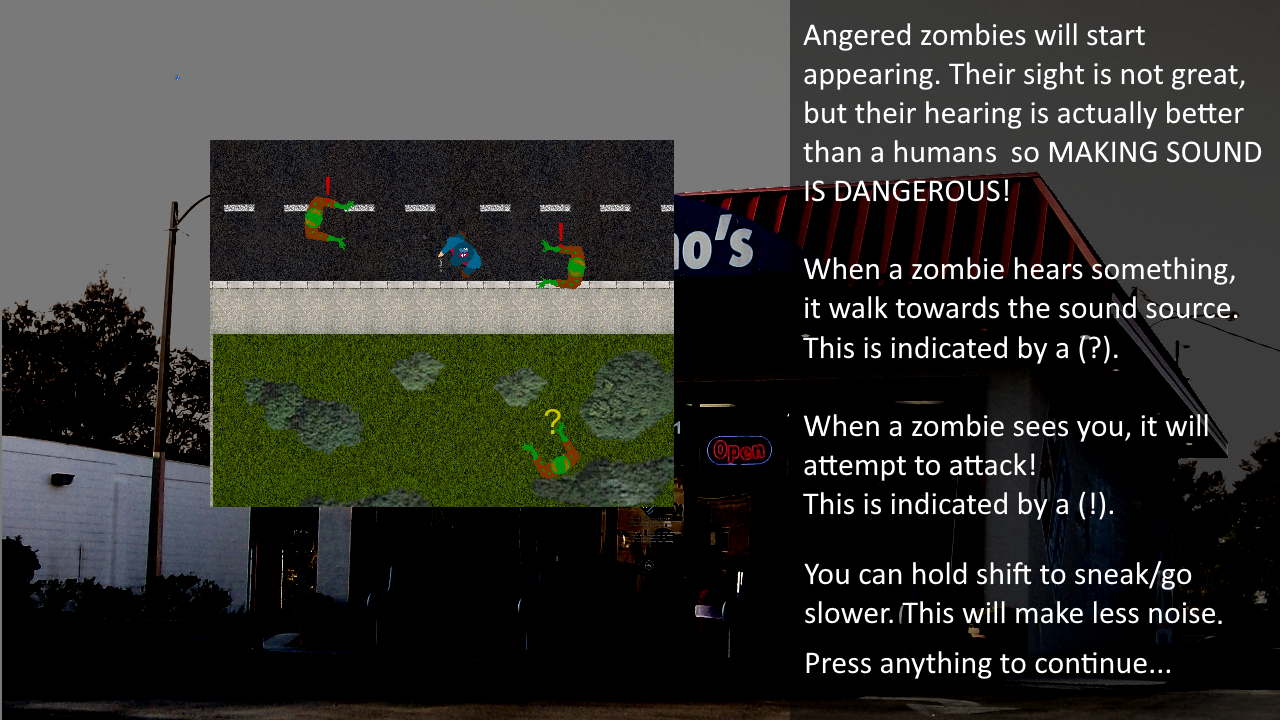 Angered zombies will start
appearing. Their sight is not great,
but their hearing is actually better
than a humans  so MAKING SOUND
IS DANGEROUS!
When a zombie hears something,
it walk towards the sound source.
This is indicated by a (?).
When a zombie sees you, it will
attempt to attack!
This is indicated by a (!).
You can hold shift to sneak/go
slower. This will make less noise.
Press anything to continue...
!
!
?
o's
Open